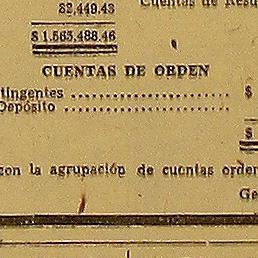 82,449.43 Cuentas de Resu
$ 1.565,488.46
CUENTAS DE ORDEN
tingentes ........................ $
Depósito ........................
$
con la agrupación de cuentas orden
Ge